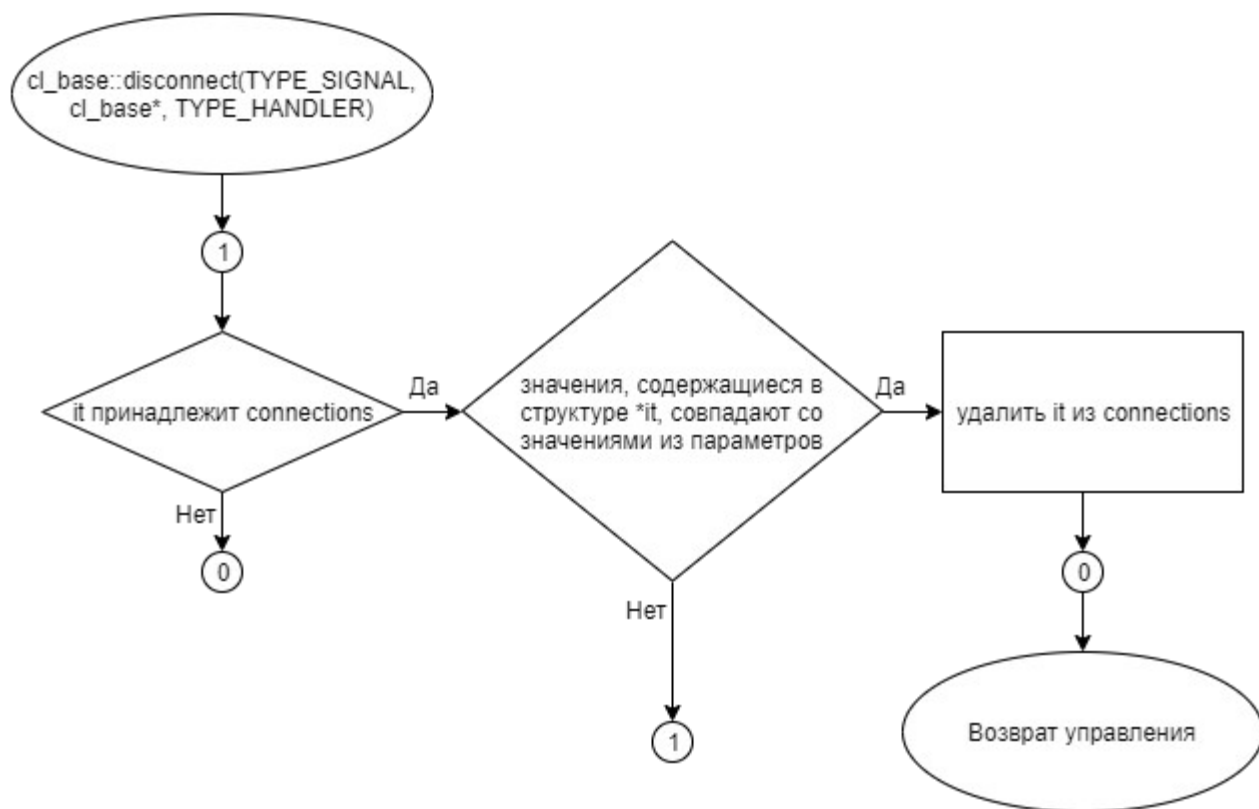 cl_base::disconnect(TYPE_SIGNAL,
cl_base*, TYPE_HANDLER)
1
it принадлежит connections
Да
Нет
0
значения, содержащиеся в
структуре *it, совпадают со
значениями из параметров
Да
Нет
1
удалить it из connections
0
Возврат управления